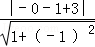 |-0-1+3|
√1+(-1)²